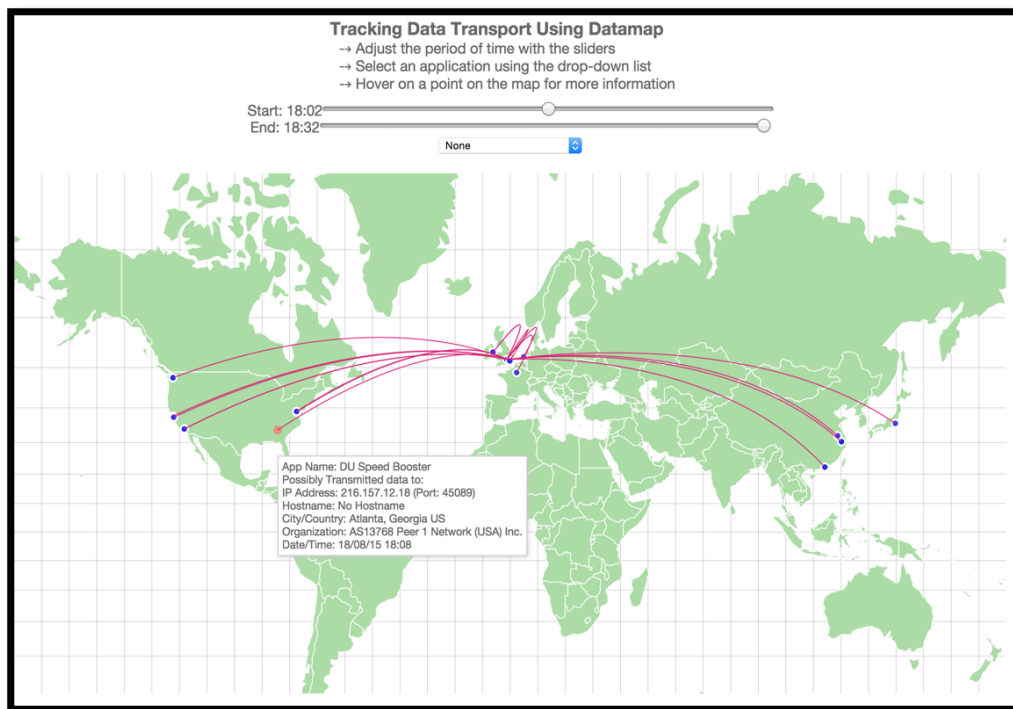 Tracking Data Transport Using Datamap
⤍ Adjust the period of time with the sliders
⤍ Select an application using the drop-down list
⤍ Hover on a point on the map for more information
Start: 18:02
End: 18:32
None
App Name: DU Speed Booster
Possibly Transmitted data to:
IP Address: 216.157.12.18 (Port: 45089)
Hostname: No Hostname
City/Country: Atlanta, Georgia US
Organization: AS13768 Peer 1 Network (USA) Inc.
Date/Time: 18/08/15 18:08